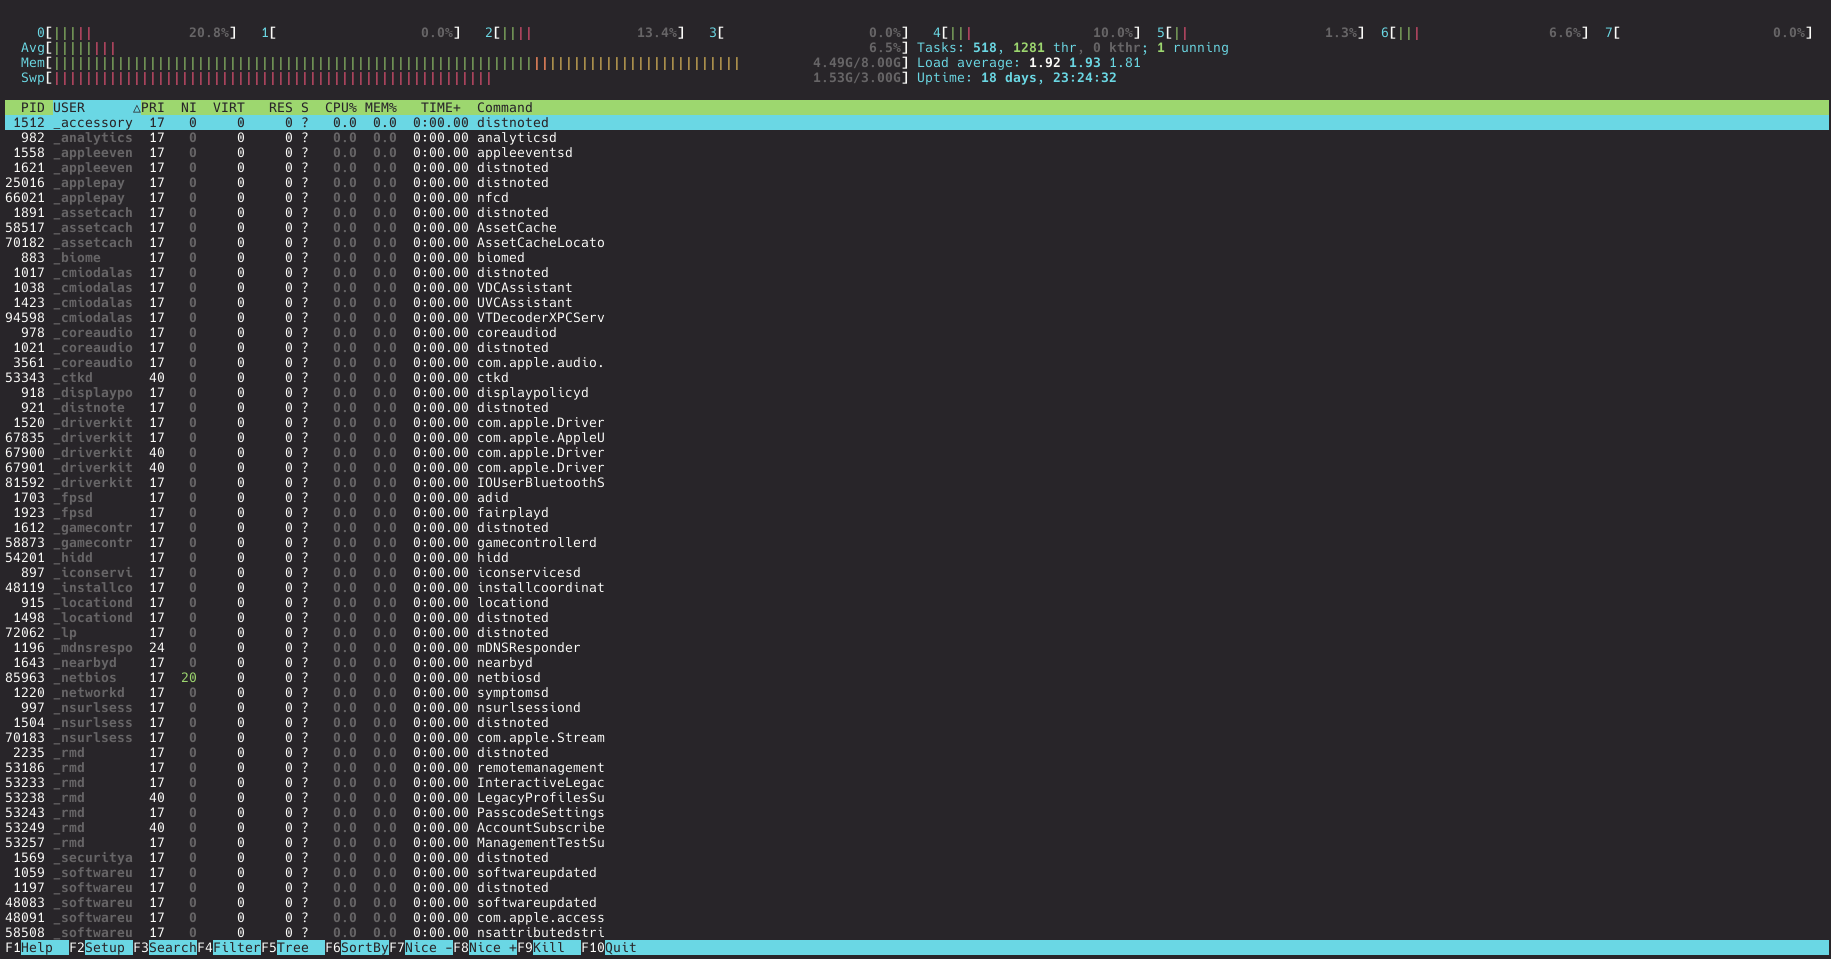 0[||||| 20.8%] 1[ 0.0%] 2[|||| 13.4%] 3[ 0.0%] 4[||| 10.0%] 5[|| 1.3%] 6[||| 6.6%] 7[ 0.0%]
Avg[|||||||| 6.5%] Tasks: 518, 1281 thr, 0 kthr; 1 running
Mem[|||||||||||||||||||||||||||||||||||||||||||||||||||||||||||||||||||||||||||||||||||||| 4.49G/8.00G] Load average: 1.92 1.93 1.81
Swp[||||||||||||||||||||||||||||||||||||||||||||||||||||||| 1.53G/3.00G] Uptime: 18 days, 23:24:32
PID USER △PRI NI VIRT RES S CPU% MEM% TIME+ Command
1512 _accessory 17 0 0 0 ? 0.0 0.0 0:00.00 distnoted
982 _analytics 17 0 0 0 ? 0.0 0.0 0:00.00 analyticsd
1558 _appleeven 17 0 0 0 ? 0.0 0.0 0:00.00 appleeventsd
1621 _appleeven 17 0 0 0 ? 0.0 0.0 0:00.00 distnoted
25016 _applepay 17 0 0 0 ? 0.0 0.0 0:00.00 distnoted
66021 _applepay 17 0 0 0 ? 0.0 0.0 0:00.00 nfcd
1891 _assetcach 17 0 0 0 ? 0.0 0.0 0:00.00 distnoted
58517 _assetcach 17 0 0 0 ? 0.0 0.0 0:00.00 AssetCache
70182 _assetcach 17 0 0 0 ? 0.0 0.0 0:00.00 AssetCacheLocato
883 _biome 17 0 0 0 ? 0.0 0.0 0:00.00 biomed
1017 _cmiodalas 17 0 0 0 ? 0.0 0.0 0:00.00 distnoted
1038 _cmiodalas 17 0 0 0 ? 0.0 0.0 0:00.00 VDCAssistant
1423 _cmiodalas 17 0 0 0 ? 0.0 0.0 0:00.00 UVCAssistant
94598 _cmiodalas 17 0 0 0 ? 0.0 0.0 0:00.00 VTDecoderXPCServ
978 _coreaudio 17 0 0 0 ? 0.0 0.0 0:00.00 coreaudiod
1021 _coreaudio 17 0 0 0 ? 0.0 0.0 0:00.00 distnoted
3561 _coreaudio 17 0 0 0 ? 0.0 0.0 0:00.00 com.apple.audio.
53343 _ctkd 40 0 0 0 ? 0.0 0.0 0:00.00 ctkd
918 _displaypo 17 0 0 0 ? 0.0 0.0 0:00.00 displaypolicyd
921 _distnote 17 0 0 0 ? 0.0 0.0 0:00.00 distnoted
1520 _driverkit 17 0 0 0 ? 0.0 0.0 0:00.00 com.apple.Driver
67835 _driverkit 17 0 0 0 ? 0.0 0.0 0:00.00 com.apple.AppleU
67900 _driverkit 40 0 0 0 ? 0.0 0.0 0:00.00 com.apple.Driver
67901 _driverkit 40 0 0 0 ? 0.0 0.0 0:00.00 com.apple.Driver
81592 _driverkit 17 0 0 0 ? 0.0 0.0 0:00.00 IOUserBluetoothS
1703 _fpsd 17 0 0 0 ? 0.0 0.0 0:00.00 adid
1923 _fpsd 17 0 0 0 ? 0.0 0.0 0:00.00 fairplayd
1612 _gamecontr 17 0 0 0 ? 0.0 0.0 0:00.00 distnoted
58873 _gamecontr 17 0 0 0 ? 0.0 0.0 0:00.00 gamecontrollerd
54201 _hidd 17 0 0 0 ? 0.0 0.0 0:00.00 hidd
897 _iconservi 17 0 0 0 ? 0.0 0.0 0:00.00 iconservicesd
48119 _installco 17 0 0 0 ? 0.0 0.0 0:00.00 installcoordinat
915 _locationd 17 0 0 0 ? 0.0 0.0 0:00.00 locationd
1498 _locationd 17 0 0 0 ? 0.0 0.0 0:00.00 distnoted
72062 _lp 17 0 0 0 ? 0.0 0.0 0:00.00 distnoted
1196 _mdnsrespo 24 0 0 0 ? 0.0 0.0 0:00.00 mDNSResponder
1643 _nearbyd 17 0 0 0 ? 0.0 0.0 0:00.00 nearbyd
85963 _netbios 17 20 0 0 ? 0.0 0.0 0:00.00 netbiosd
1220 _networkd 17 0 0 0 ? 0.0 0.0 0:00.00 symptomsd
997 _nsurlsess 17 0 0 0 ? 0.0 0.0 0:00.00 nsurlsessiond
1504 _nsurlsess 17 0 0 0 ? 0.0 0.0 0:00.00 distnoted
70183 _nsurlsess 17 0 0 0 ? 0.0 0.0 0:00.00 com.apple.Stream
2235 _rmd 17 0 0 0 ? 0.0 0.0 0:00.00 distnoted
53186 _rmd 17 0 0 0 ? 0.0 0.0 0:00.00 remotemanagement
53233 _rmd 17 0 0 0 ? 0.0 0.0 0:00.00 InteractiveLegac
53238 _rmd 40 0 0 0 ? 0.0 0.0 0:00.00 LegacyProfilesSu
53243 _rmd 17 0 0 0 ? 0.0 0.0 0:00.00 PasscodeSettings
53249 _rmd 40 0 0 0 ? 0.0 0.0 0:00.00 AccountSubscribe
53257 _rmd 17 0 0 0 ? 0.0 0.0 0:00.00 ManagementTestSu
1569 _securitya 17 0 0 0 ? 0.0 0.0 0:00.00 distnoted
1059 _softwareu 17 0 0 0 ? 0.0 0.0 0:00.00 softwareupdated
1197 _softwareu 17 0 0 0 ? 0.0 0.0 0:00.00 distnoted
48083 _softwareu 17 0 0 0 ? 0.0 0.0 0:00.00 softwareupdated
48091 _softwareu 17 0 0 0 ? 0.0 0.0 0:00.00 com.apple.access
58508 _softwareu 17 0 0 0 ? 0.0 0.0 0:00.00 nsattributedstri
F1Help F2Setup F3SearchF4FilterF5Tree F6SortByF7Nice -F8Nice +F9Kill F10Quit